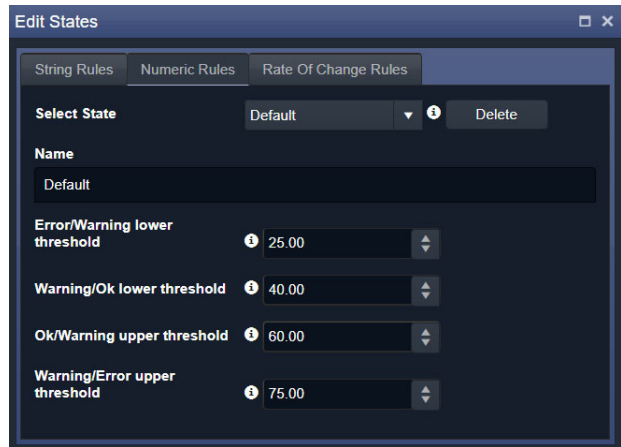 Edit States
String Rules Numeric Rules Rate Of Change Rules
Select State Default Delete
Name
Default
Error/Warning lower
threshold 25.00
Warning/Ok lower threshold 40.00
Ok/Warning upper threshold 60.00
Warning/Error upper
threshold 75.00